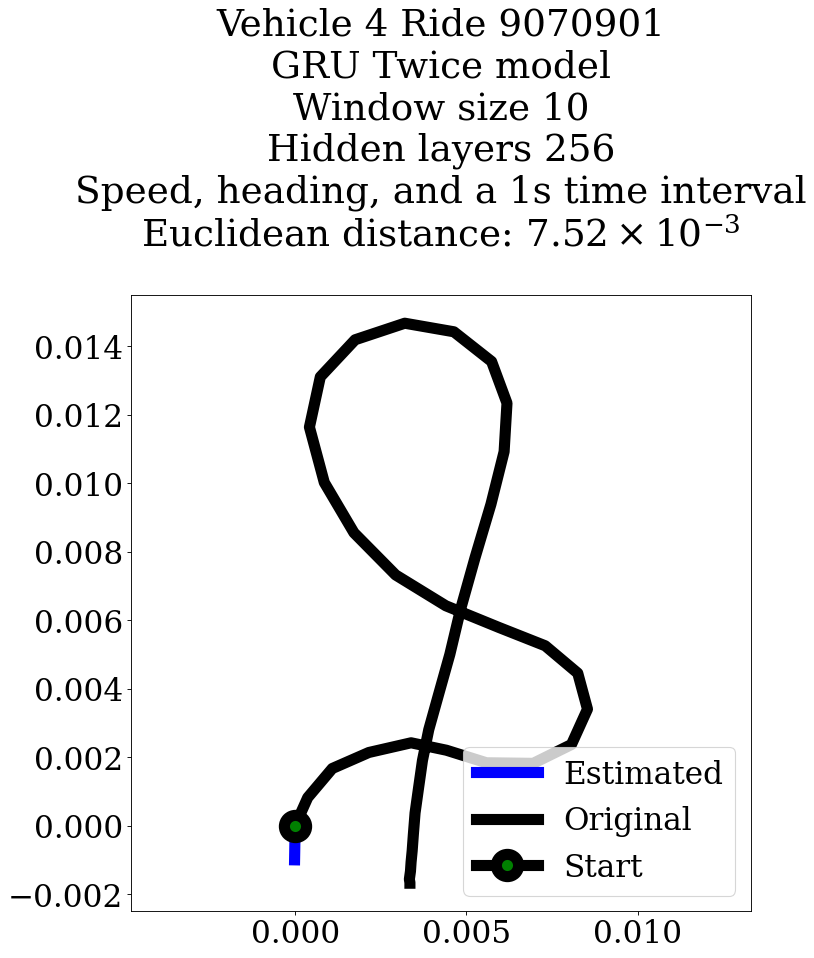 Vehicle 4 Ride 9070901
GRU Twice model
Window size 10
Hidden layers 256
Speed, heading, and a 1s time interval
Euclidean distance: 7.52 × 10⁻³
0.014
0.012
0.010
0.008
0.006
0.004
0.002
0.000
−0.002
Estimated
Original
Start
0.000 0.005 0.010